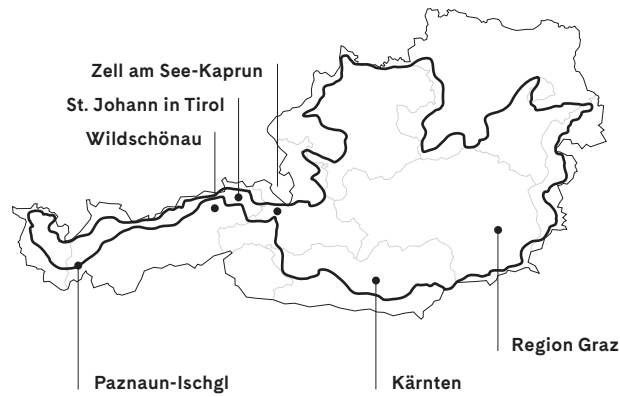 Zell am See-Kaprun
St. Johann in Tirol
Wildschönau
Region Graz
Paznaun-Ischgl
Kärnten